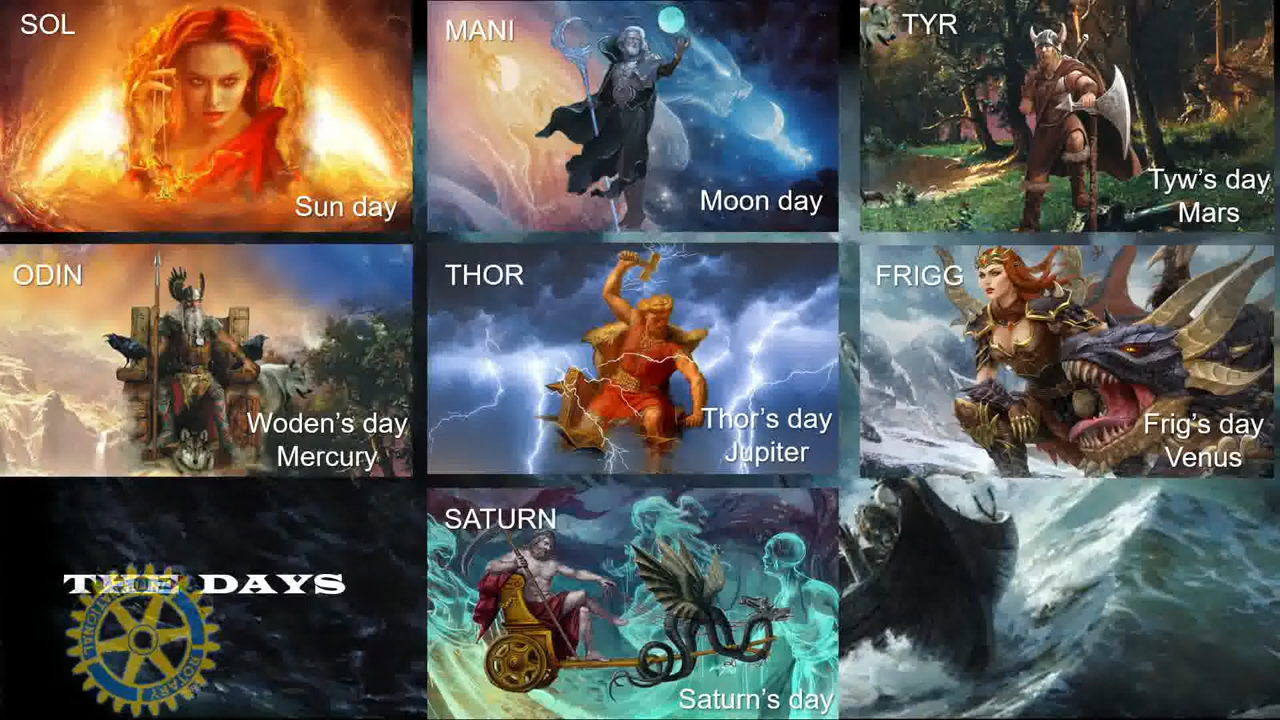 SOL
Sun day
MANI
Moon day
TYR
Tyw's day
Mars
ODIN
Woden's day
Mercury
THOR
Thor's day
Jupiter
FRIGG
Frig's day
Venus
THE DAYS
ROTARY
SATURN
Saturn's day